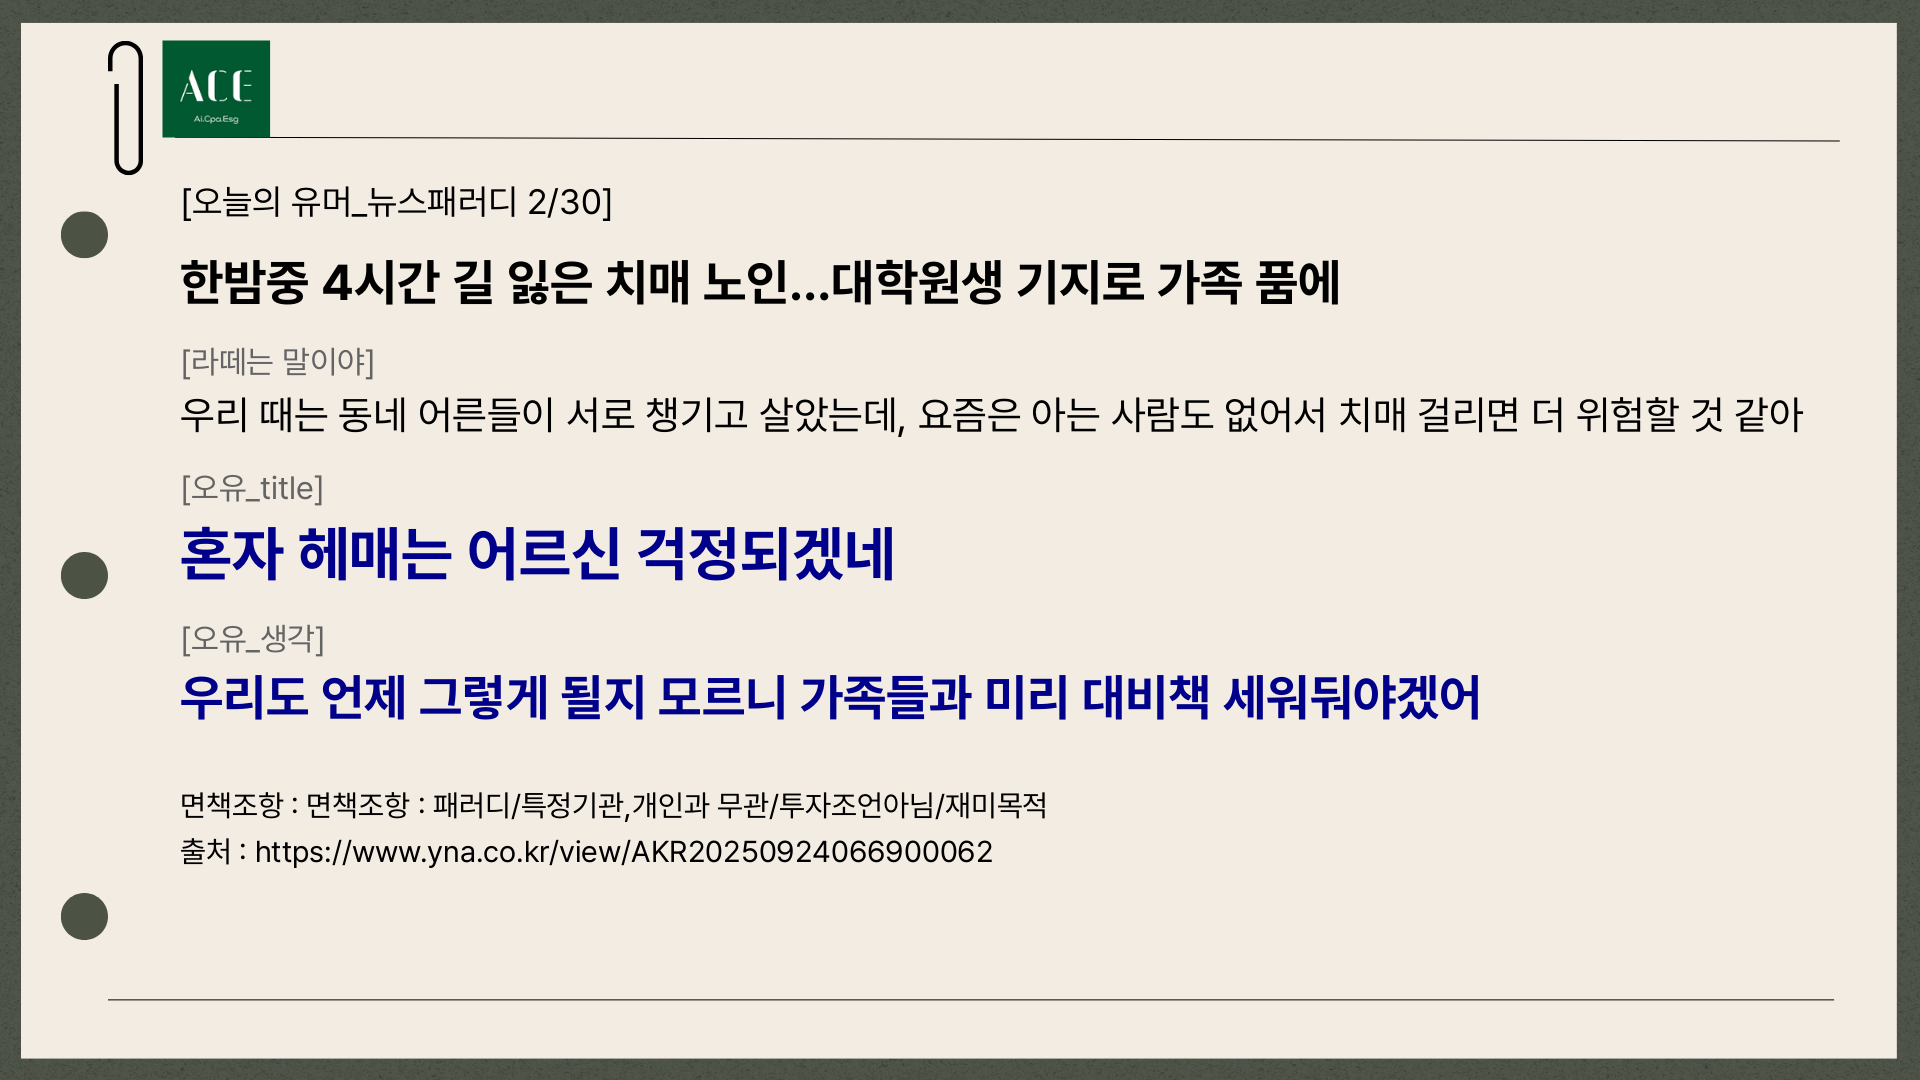 ACE
Ai.Cpa.Esg
[오늘의 유머_뉴스패러디 2/30]
한밤중 4시간 길 잃은 치매 노인...대학원생 기지로 가족 품에
[라떼는 말이야]
우리 때는 동네 어른들이 서로 챙기고 살았는데, 요즘은 아는 사람도 없어서 치매 걸리면 더 위험할 것 같아
[오유_title]
혼자 헤매는 어르신 걱정되겠네
[오유_생각]
우리도 언제 그렇게 될지 모르니 가족들과 미리 대비책 세워둬야겠어
면책조항 : 면책조항 : 패러디/특정기관,개인과 무관/투자조언아님/재미목적
출처 : https://www.yna.co.kr/view/AKR20250924066900062